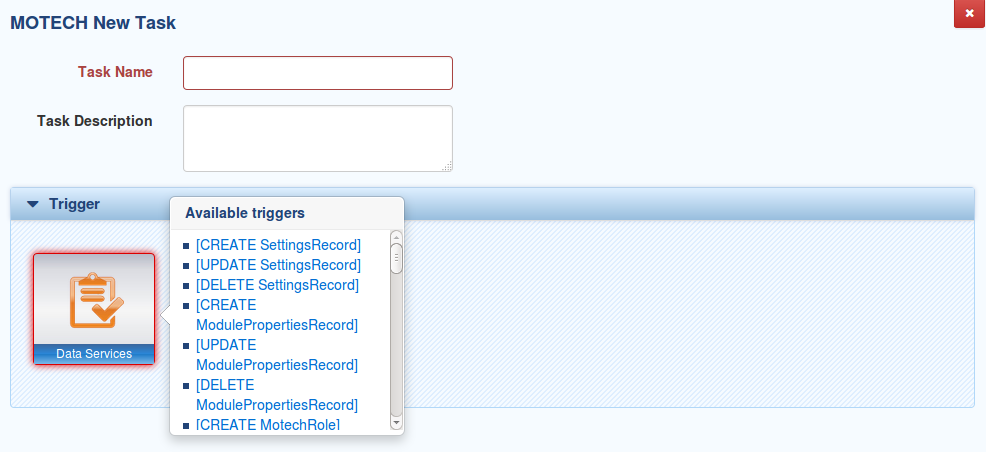 MOTECH New Task
Task Name
Task Description
Trigger
Available triggers
[CREATE SettingsRecord]
[UPDATE SettingsRecord]
[DELETE SettingsRecord]
[CREATE
ModulePropertiesRecord]
[UPDATE
ModulePropertiesRecord]
[DELETE
ModulePropertiesRecord]
[CREATE MotechRole]
Data Services